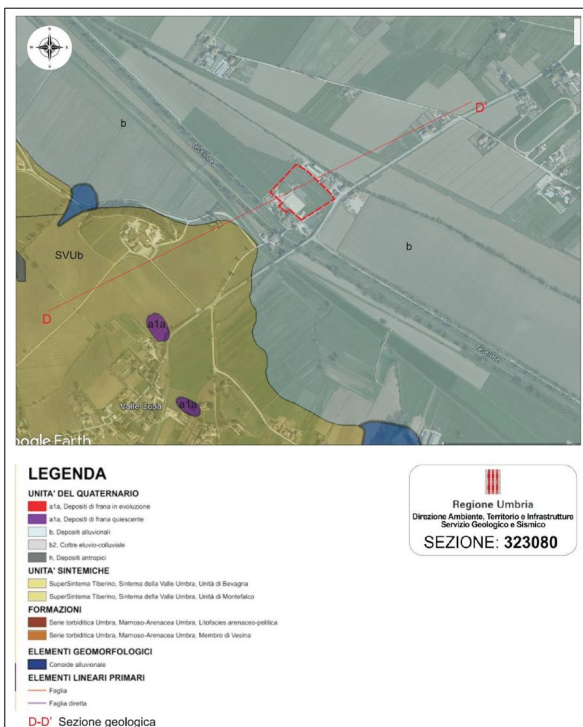 b
D'
b
SVUb
D
a1a
a1a
oogle Earth
LEGENDA
UNITA' DEL QUATERNARIO
a1a, Depositi di frana in evoluzione
a1a, Depositi di frana quiescente
b, Depositi alluvionali
b2, Coltre eluvio-colluviale
h, Depositi antropici
UNITA' SINTEMICHE
SuperSintema Tiberino, Sintema della Valle Umbra, Unità di Bevagna
SuperSintema Tiberino, Sintema della Valle Umbra, Unità di Montefalco
FORMAZIONI
Serie torbiditica Umbra, Marnoso-Arenacea Umbra, Litofacies arenaceo-pelitica
Serie torbiditica Umbra, Marnoso-Arenacea Umbra, Membro di Vesina
ELEMENTI GEOMORFOLOGICI
Conoide alluvionale
ELEMENTI LINEARI PRIMARI
Faglia
Faglia diretta
D-D' Sezione geologica
Regione Umbria
Direzione Ambiente, Territorio e Infrastrutture
Servizio Geologico e Sismico
SEZIONE: 323080